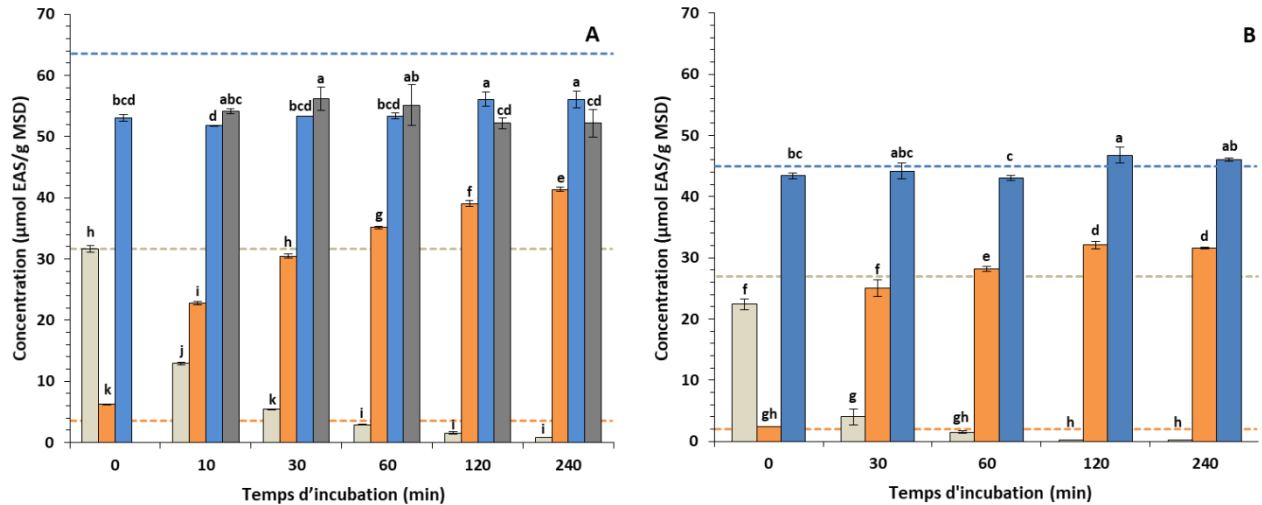 A
Concentration (µmol EAS/g MSD)
70
60
50
40
30
20
10
0
h k bcd
j i d abc
k h bcd a
i g bcd ab
l f a cd
i e a cd
0 10 30 60 120 240
Temps d’incubation (min)
B
Concentration (µmol EAS/g MSD)
70
60
50
40
30
20
10
0
f gh bc
g f abc
gh e c
h d a
h d ab
0 30 60 120 240
Temps d'incubation (min)